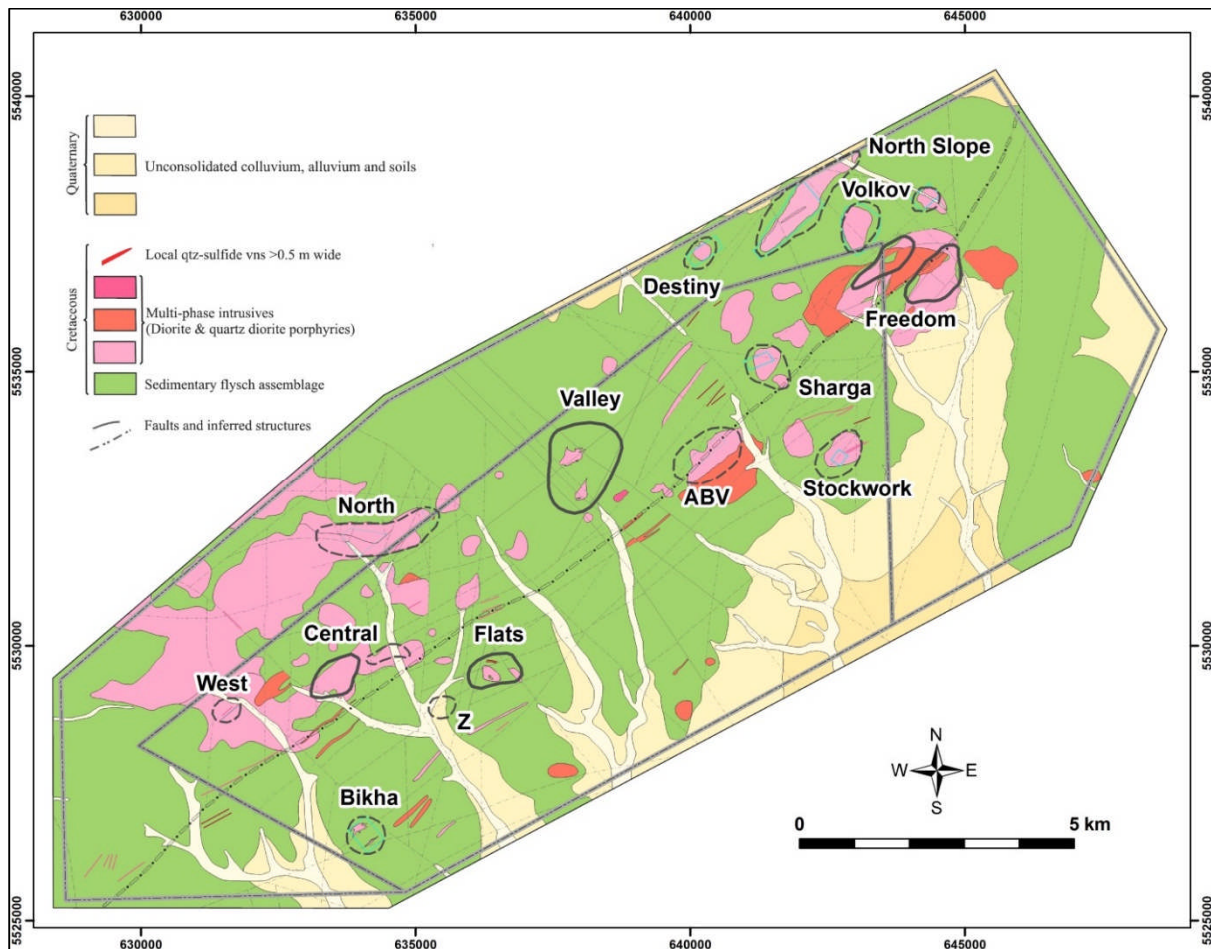 630000
635000
640000
645000
5540000
5540000
Quaternary
Unconsolidated colluvium, alluvium and soils
North Slope
Volkov
Local qtz-sulfide vns >0.5 m wide
Cretaceous
Multi-phase intrusives
(Diorite & quartz diorite porphyries)
Destiny
Freedom
5535000
5535000
Sedimentary flysch assemblage
Sharga
Valley
Faults and inferred structures
North
ABV
Stockwork
5530000
5530000
Central
Flats
West
Z
N
W
E
S
Bikha
0
5 km
5525000
5525000
630000
635000
640000
645000